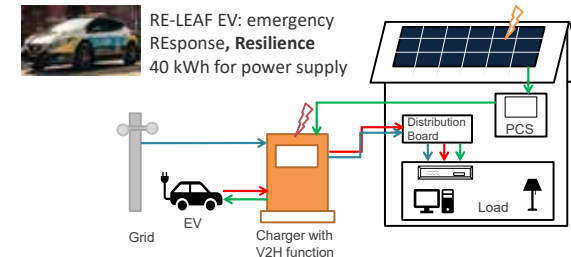 RE-LEAF EV: emergency
REsponse, Resilience
40 kWh for power supply
Distribution
Board
PCS
Load
EV
Grid
Charger with
V2H function